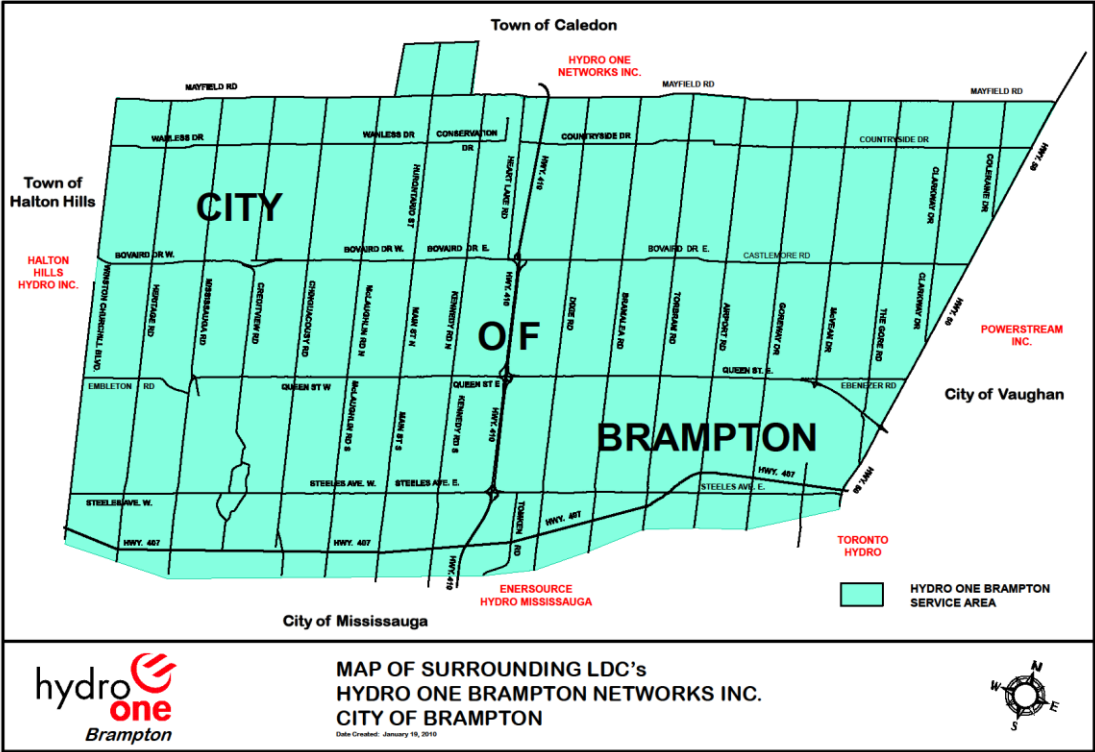 Town of Caledon
HYDRO ONE
NETWORKS INC.
MAYFIELD RD
MAYFIELD RD
MAYFIELD RD
WANLESS DR
WANLESS DR
CONSERVATION
DR
COUNTRYSIDE DR
COUNTRYSIDE DR
HWY. 50
Town of
Halton Hills
CITY
HURONTARIO ST
HEART LAKE RD
HWY. 410
CLARKWAY DR
COLERAINE DR
HALTON
HILLS
HYDRO INC.
BOVAIRD DR W.
BOVAIRD DR W.
BOVAIRD DR E.
BOVAIRD DR E.
CASTLEMORE RD
WINSTON CHURCHILL BLVD.
HERITAGE RD
MISSISSAUGA RD
CREDITVIEW RD
CHINGUACOUSY RD
McLAUGHLIN RD N
MAIN ST N
KENNEDY RD N
HWY. 410
OF
DIXIE RD
BRAMALEA RD
TORBRAM RD
AIRPORT RD
GOREWAY DR
McVEAN DR
THE GORE RD
CLARKWAY DR
HWY. 50
POWERSTREAM
INC.
EMBLETON RD
QUEEN ST W
QUEEN ST E
QUEEN ST. E.
EBENEZER RD
City of Vaughan
McLAUGHLIN RD S
MAIN ST S
KENNEDY RD S
HWY. 410
BRAMPTON
STEELES AVE. W.
STEELES AVE. W.
STEELES AVE. E.
HWY. 407
STEELES AVE. E.
HWY. 50
HWY. 407
HWY. 407
HWY. 407
HWY. 410
TOMKEN RD
TORONTO
HYDRO
ENERSOURCE
HYDRO MISSISSAUGA
HYDRO ONE BRAMPTON
SERVICE AREA
City of Mississauga
hydro
one
Brampton
MAP OF SURROUNDING LDC's
HYDRO ONE BRAMPTON NETWORKS INC.
CITY OF BRAMPTON
Date Created: January 19, 2010
N
W
E
S